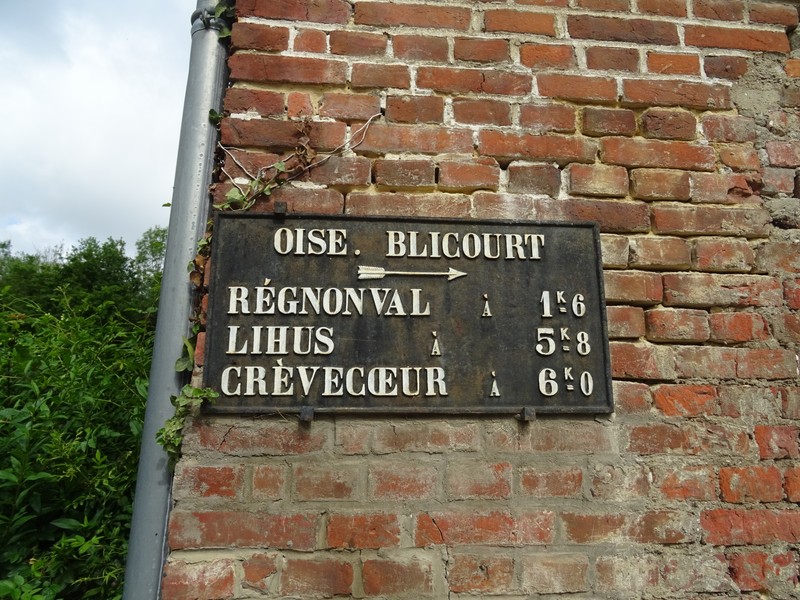 OISE. BLICOURT
RÉGNONVAL à 1K6
LIHUS à 5K8
CRÈVECŒUR à 6K0